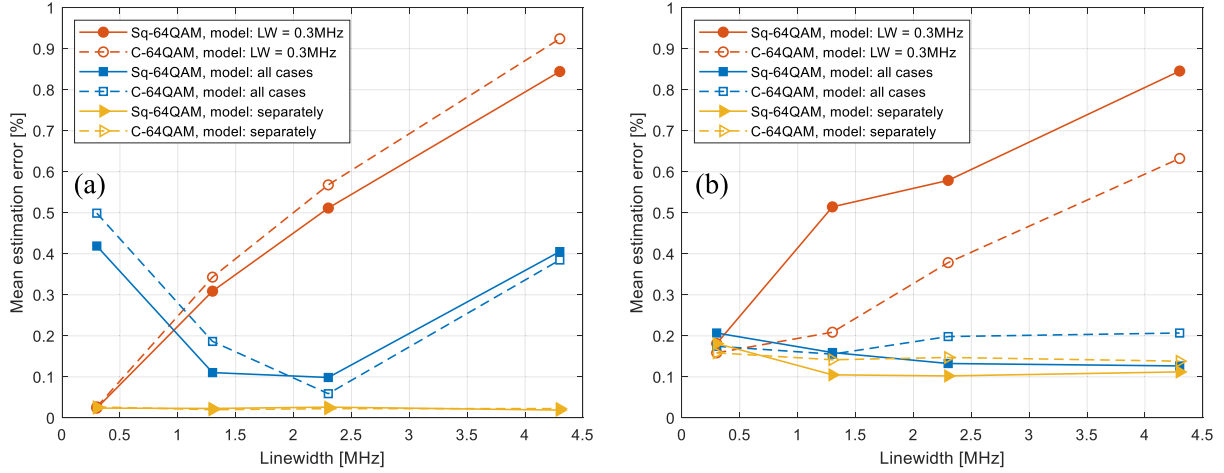 1
0.9
0.8
0.7
0.6
0.5
0.4
0.3
0.2
0.1
0
Mean estimation error [%]
Sq-64QAM, model: LW = 0.3MHz
C-64QAM, model: LW = 0.3MHz
Sq-64QAM, model: all cases
C-64QAM, model: all cases
Sq-64QAM, model: separately
C-64QAM, model: separately
(a)
0 0.5 1 1.5 2 2.5 3 3.5 4 4.5
Linewidth [MHz]
1
0.9
0.8
0.7
0.6
0.5
0.4
0.3
0.2
0.1
0
Mean estimation error [%]
Sq-64QAM, model: LW = 0.3MHz
C-64QAM, model: LW = 0.3MHz
Sq-64QAM, model: all cases
C-64QAM, model: all cases
Sq-64QAM, model: separately
C-64QAM, model: separately
(b)
0 0.5 1 1.5 2 2.5 3 3.5 4 4.5
Linewidth [MHz]